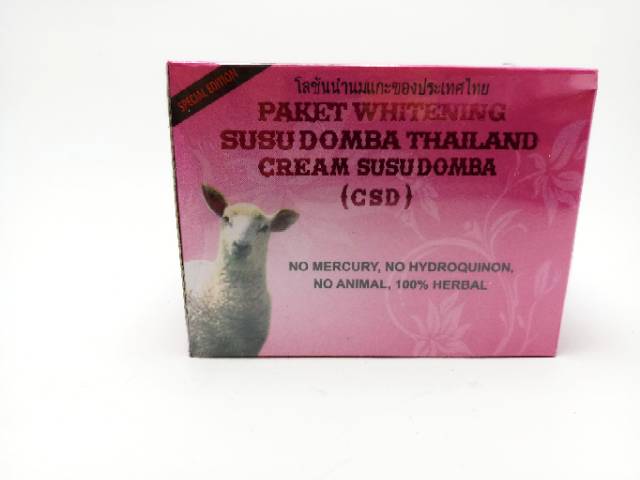 SPECIAL EDITION
โลชั่นน้ำนมแกะของประเทศไทย
PAKET WHITENING
SUSU DOMBA THAILAND
CREAM SUSU DOMBA
(CSD)
NO MERCURY, NO HYDROQUINON,
NO ANIMAL, 100% HERBAL